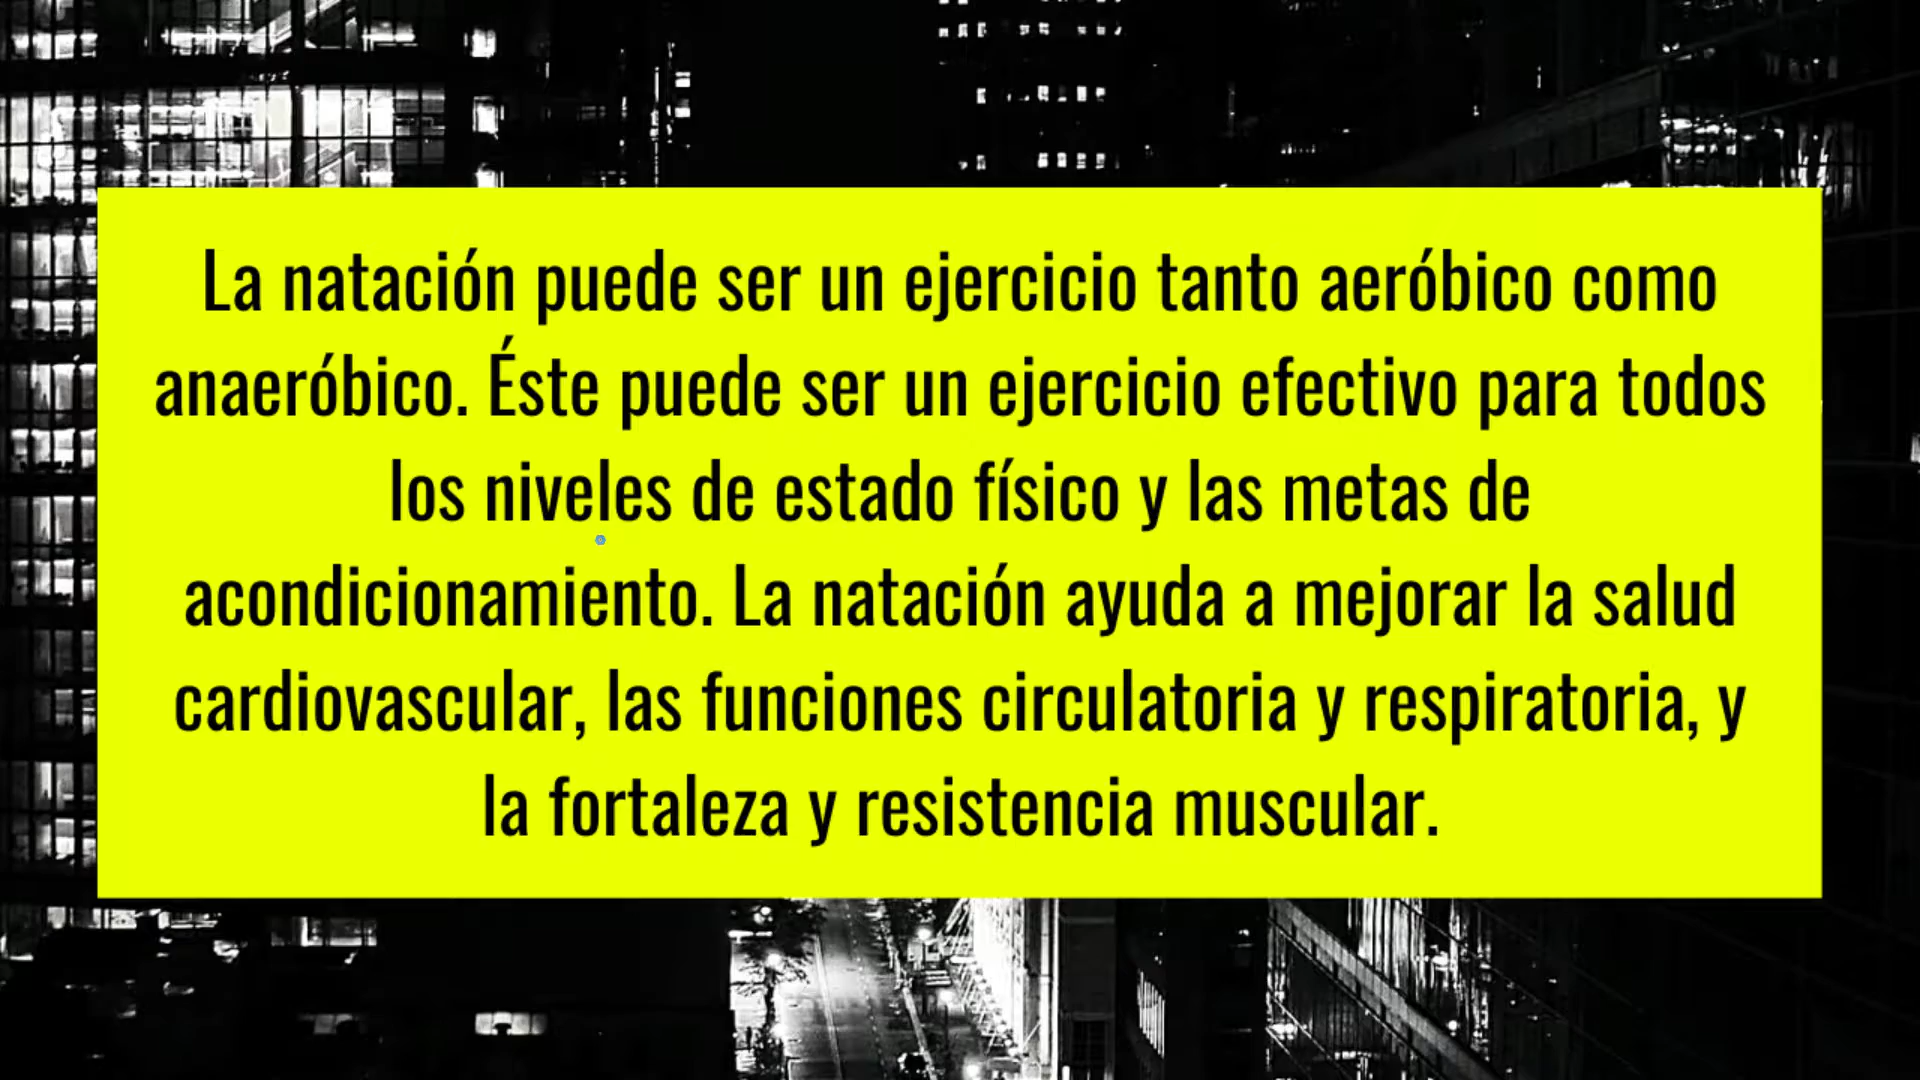 La natación puede ser un ejercicio tanto aeróbico como
anaeróbico. Éste puede ser un ejercicio efectivo para todos
los niveles de estado físico y las metas de
acondicionamiento. La natación ayuda a mejorar la salud
cardiovascular, las funciones circulatoria y respiratoria, y
la fortaleza y resistencia muscular.